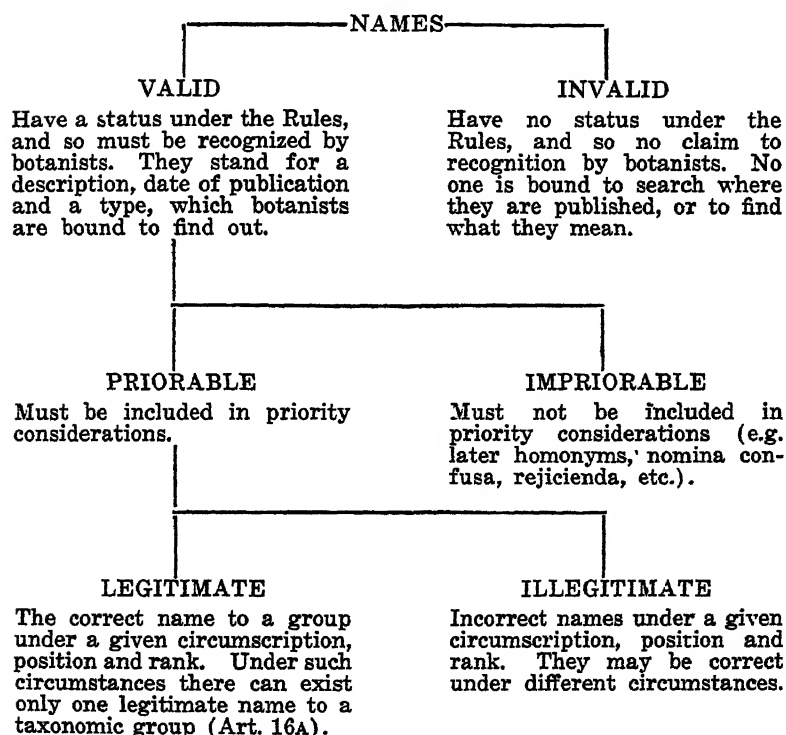 NAMES
VALID
Have a status under the Rules,
and so must be recognized by
botanists. They stand for a
description, date of publication
and a type, which botanists
are bound to find out.
INVALID
Have no status under the
Rules, and so no claim to
recognition by botanists. No
one is bound to search where
they are published, or to find
what they mean.
PRIORABLE
Must be included in priority
considerations.
IMPRIORABLE
Must not be included in
priority considerations (e.g.
later homonyms, nomina con-
fusa, rejicienda, etc.).
LEGITIMATE
The correct name to a group
under a given circumscription,
position and rank. Under such
circumstances there can exist
only one legitimate name to a
taxonomic group (Art. 16A).
ILLEGITIMATE
Incorrect names under a given
circumscription, position and
rank. They may be correct
under different circumstances.